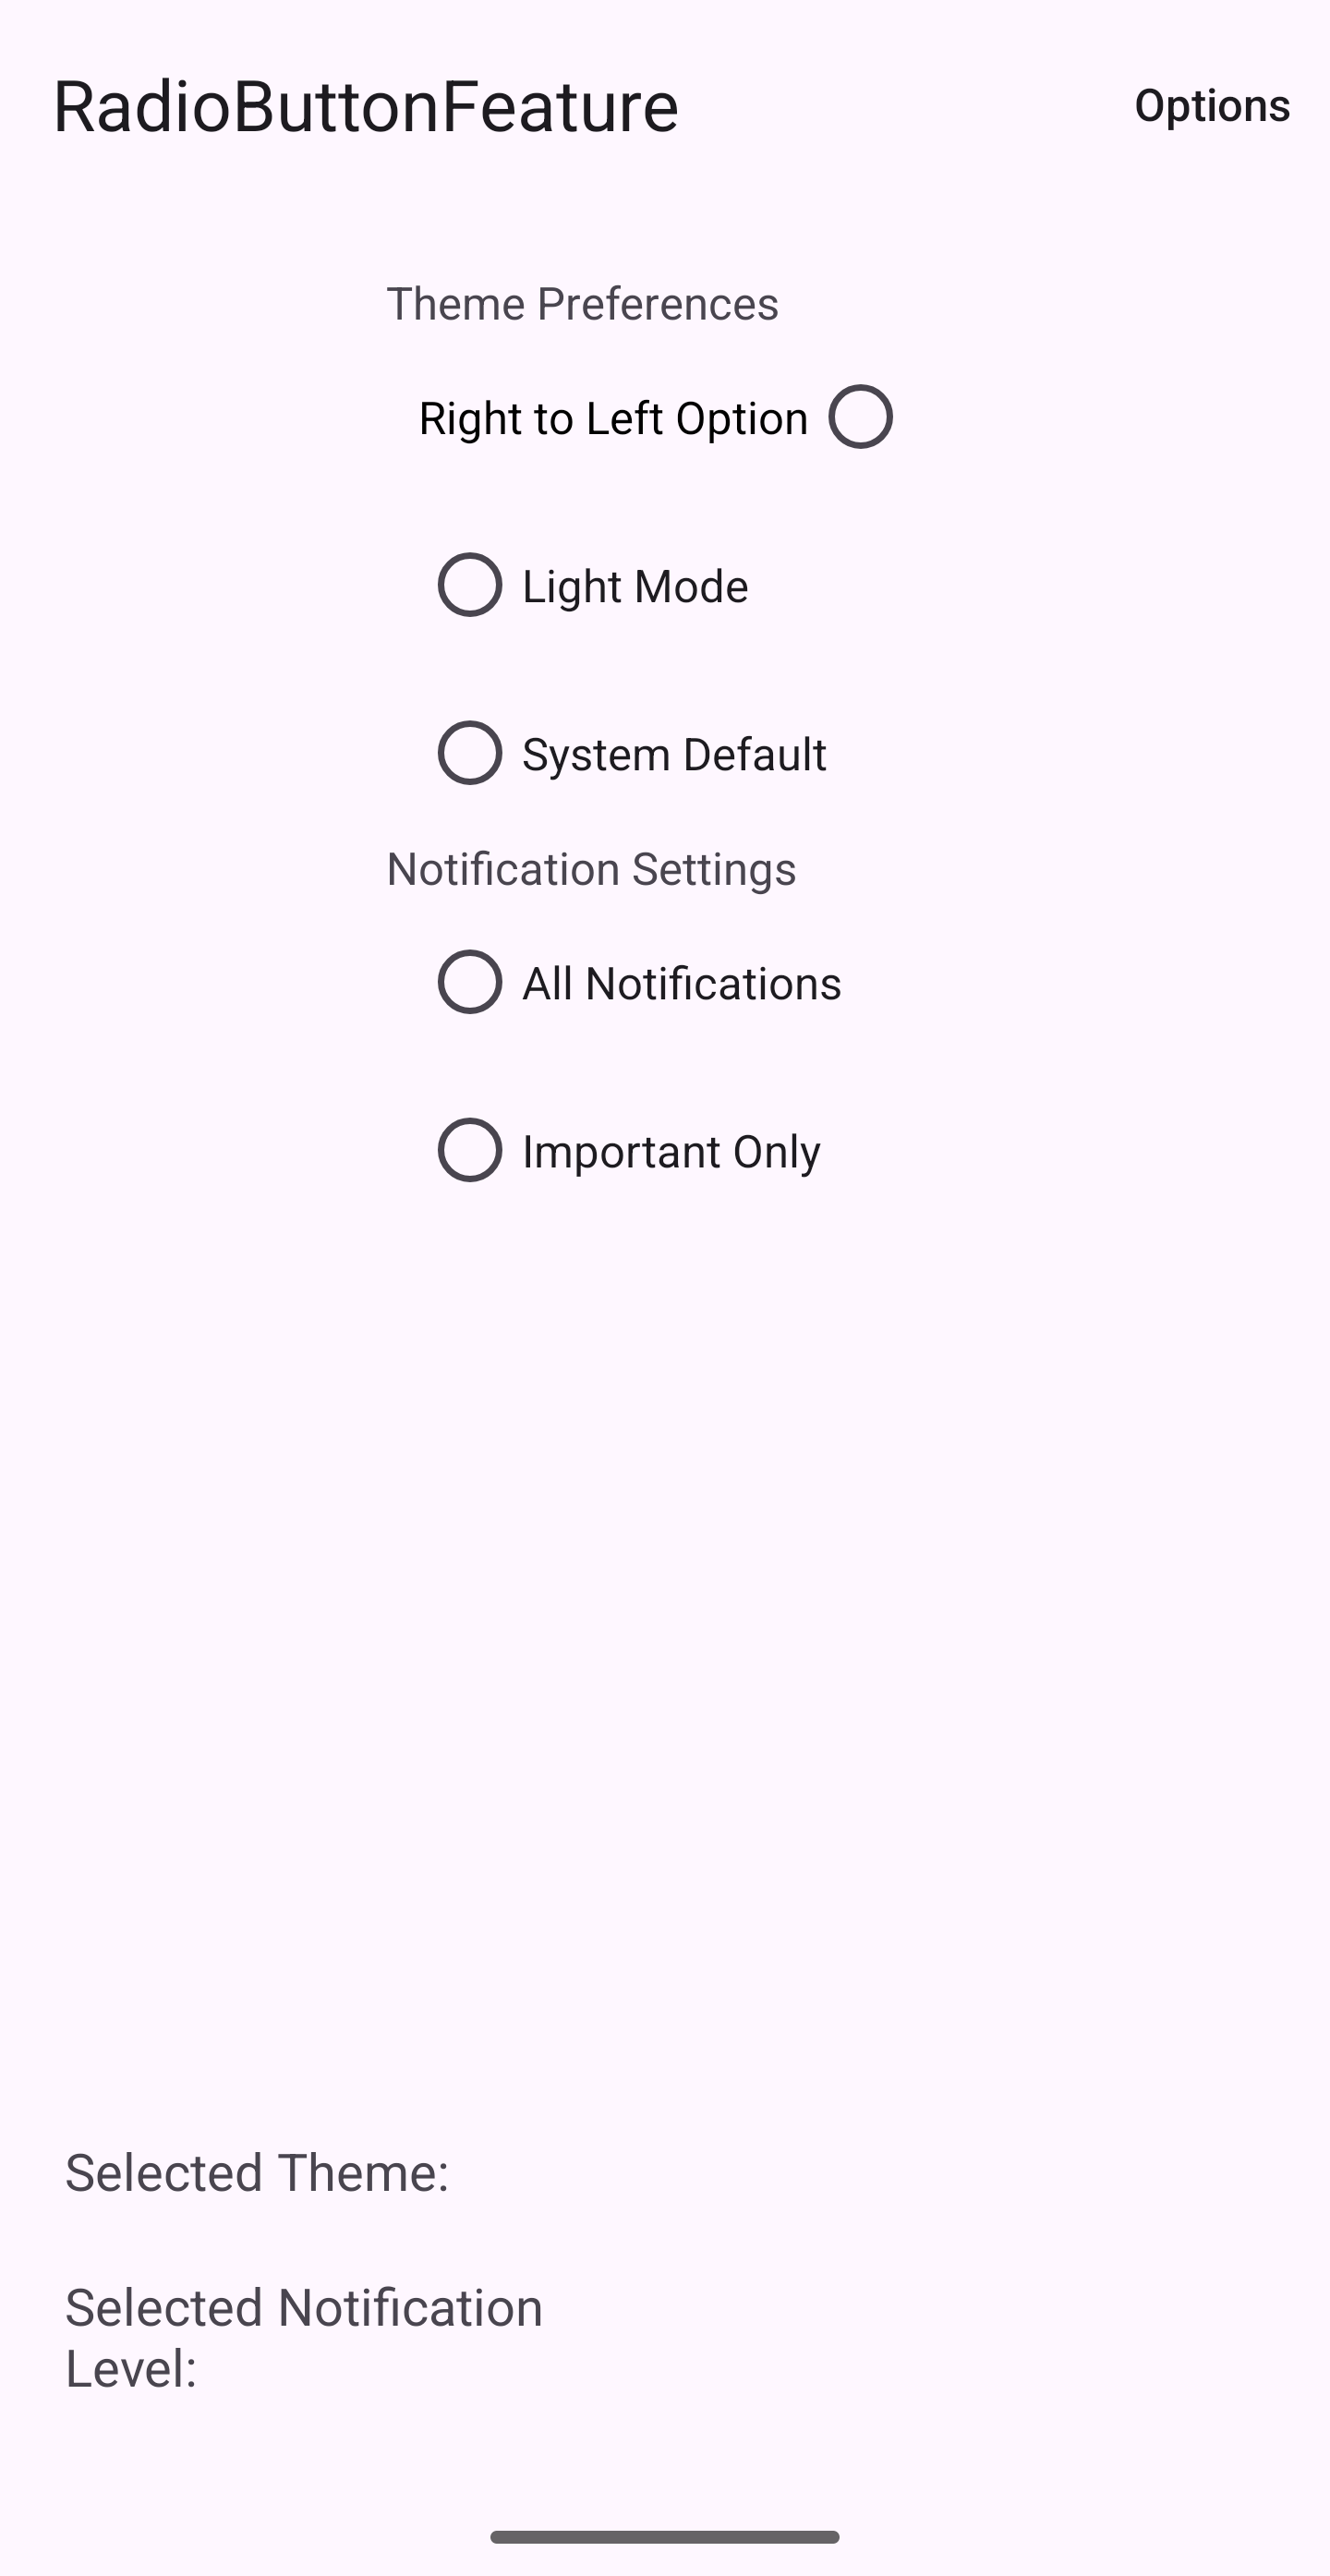 RadioButtonFeature
Options
Theme Preferences
Right to Left Option
Light Mode
System Default
Notification Settings
All Notifications
Important Only
Selected Theme:
Selected Notification
Level: